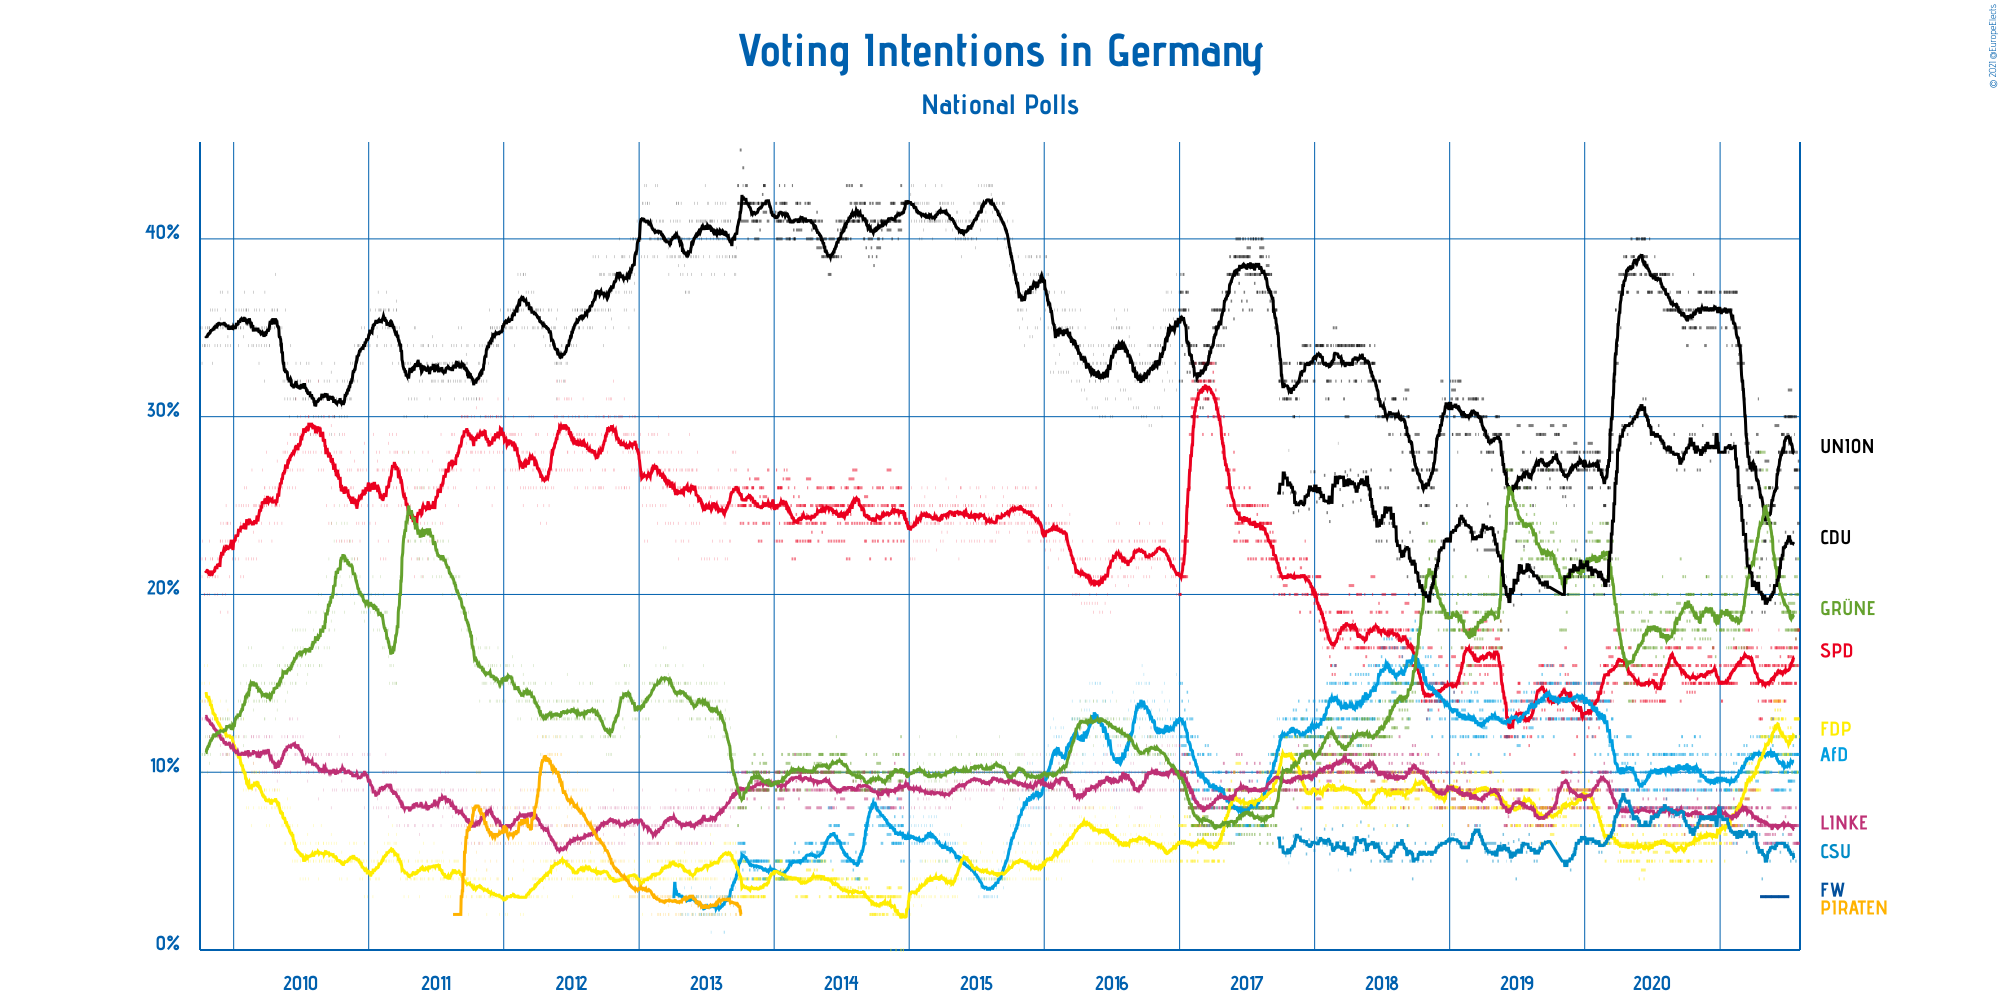 Voting Intentions in Germany
National Polls
© 2021 @EuropeElects
40%
30%
20%
10%
0%
UNION
CDU
GRÜNE
SPD
FDP
AfD
LINKE
CSU
FW
PIRATEN
2010 2011 2012 2013 2014 2015 2016 2017 2018 2019 2020